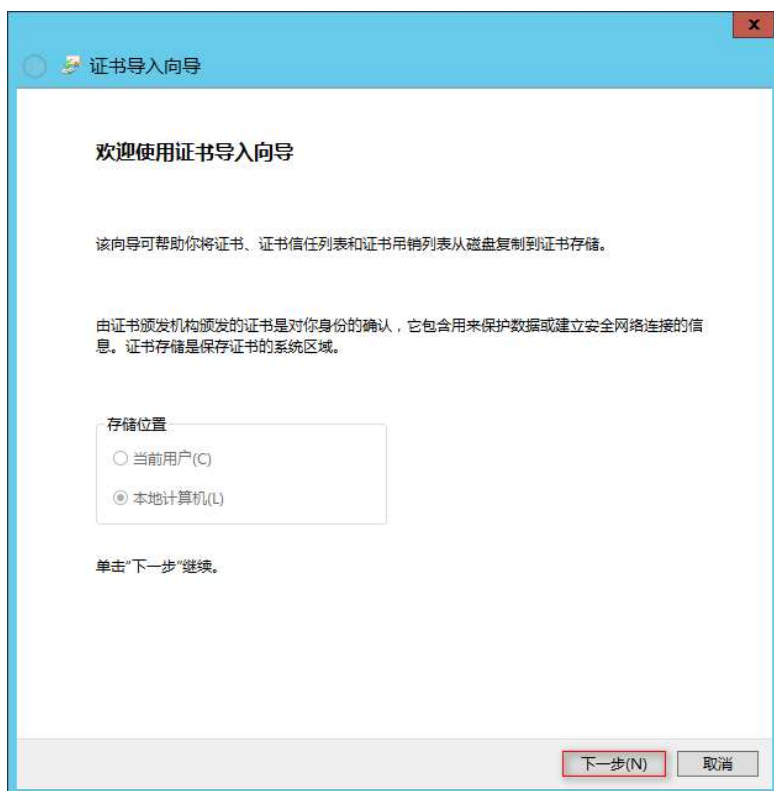 x
证书导入向导
欢迎使用证书导入向导
该向导可帮助你将证书、证书信任列表和证书吊销列表从磁盘复制到证书存储。
由证书颁发机构颁发的证书是对你身份的确认，它包含用来保护数据或建立安全网络连接的信
息。证书存储是保存证书的系统区域。
存储位置
当前用户(C)
本地计算机(L)
单击"下一步"继续。
下一步(N) 取消